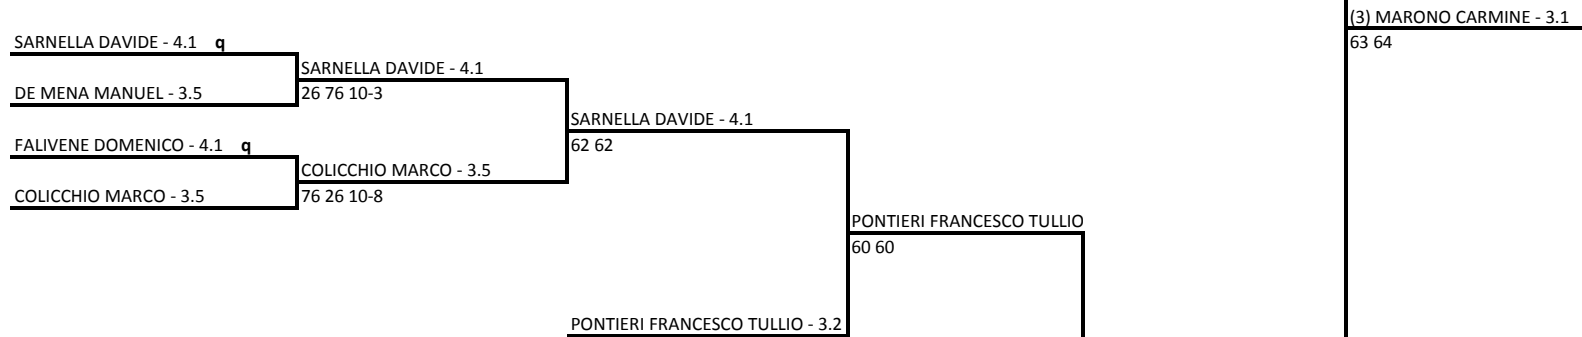 (3) MARONO CARMINE - 3.1
SARNELLA DAVIDE - 4.1 q
63 64
SARNELLA DAVIDE - 4.1
DE MENA MANUEL - 3.5
26 76 10-3
SARNELLA DAVIDE - 4.1
FALIVENE DOMENICO - 4.1 q
62 62
COLICCHIO MARCO - 3.5
COLICCHIO MARCO - 3.5
76 26 10-8
PONTIERI FRANCESCO TULLIO
60 60
PONTIERI FRANCESCO TULLIO - 3.2